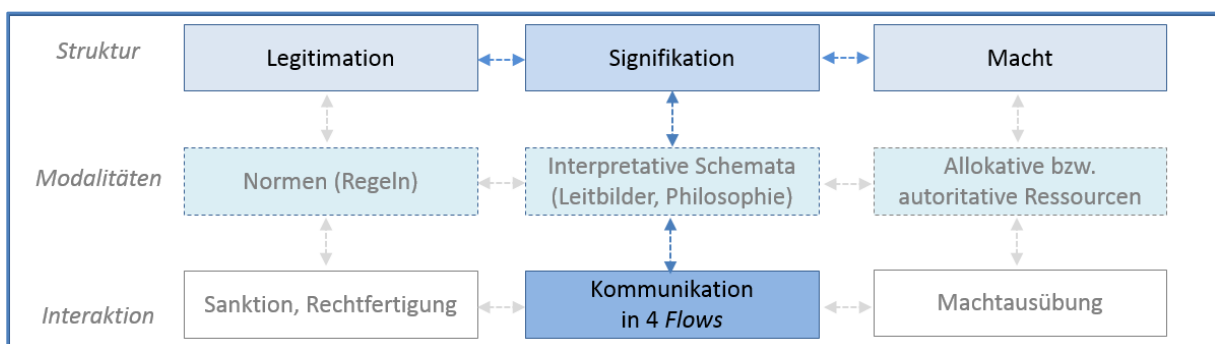 Struktur
Legitimation
Signifikation
Macht
Modalitäten
Normen (Regeln)
Interpretative Schemata
(Leitbilder, Philosophie)
Allokative bzw.
autoritative Ressourcen
Interaktion
Sanktion, Rechtfertigung
Kommunikation
in 4 Flows
Machtausübung